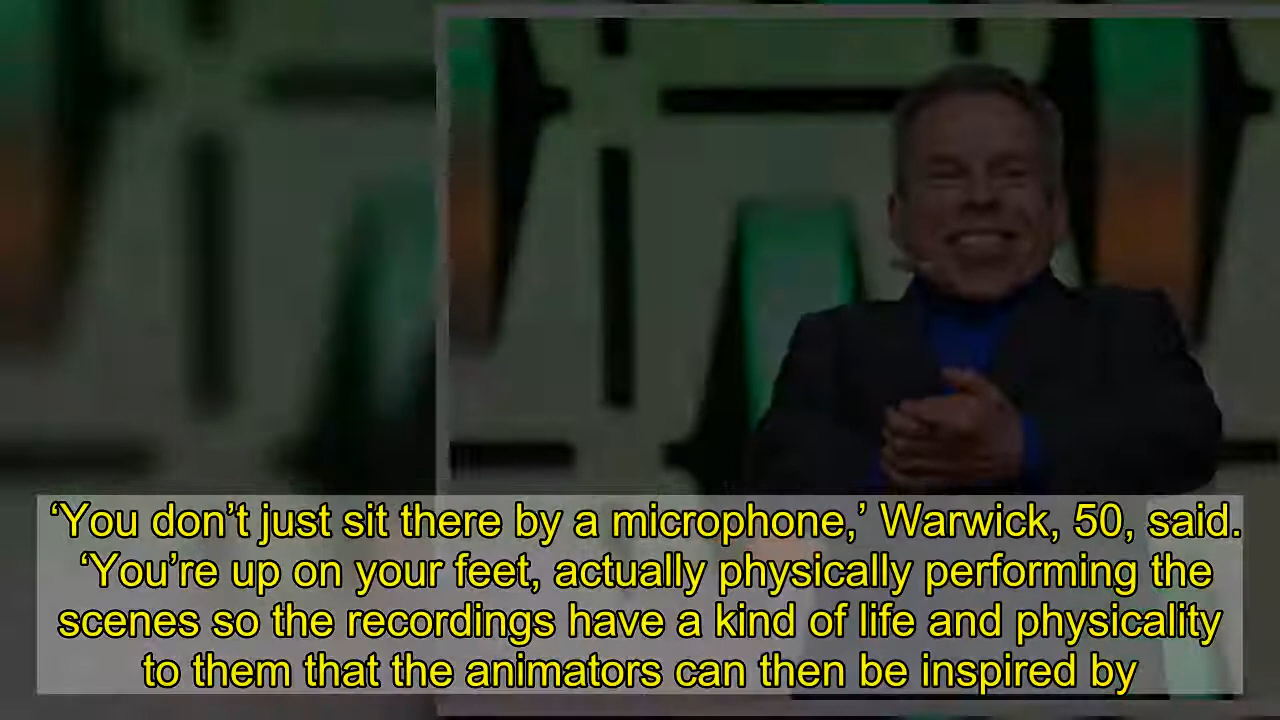 ‘You don’t just sit there by a microphone,’ Warwick, 50, said.
‘You’re up on your feet, actually physically performing the
scenes so the recordings have a kind of life and physicality
to them that the animators can then be inspired by